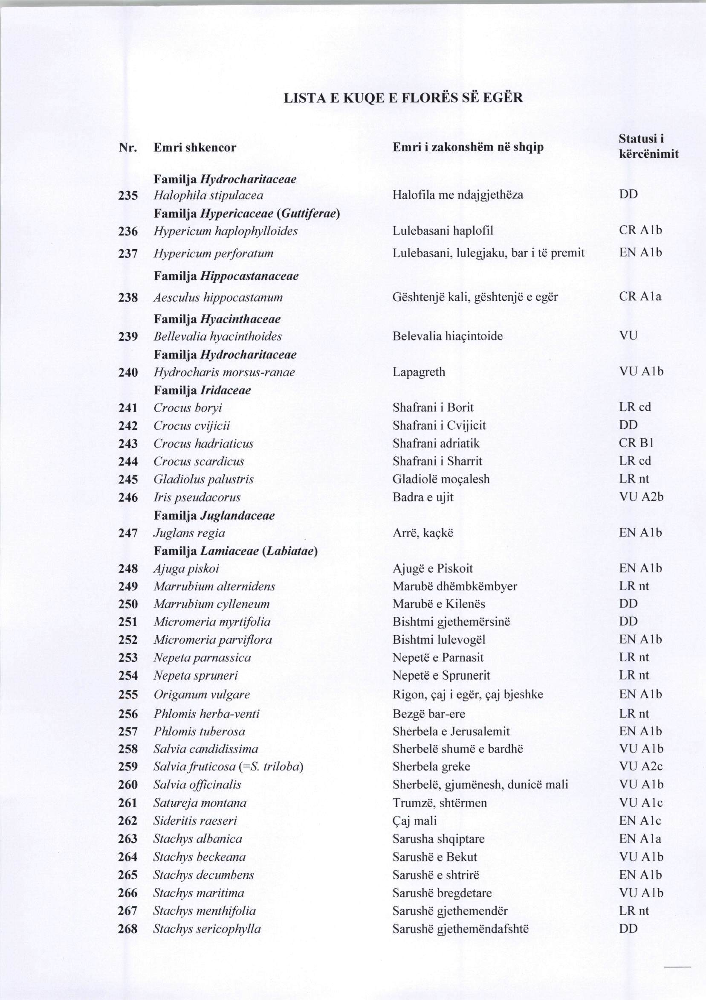 LISTA E KUQE E FLORËS SË EGËR
Nr. Emri shkencor Emri i zakonshëm në shqip Statusi i kërcënimit
Familja Hydrocharitaceae
235 Halophila stipulacea Halofila me ndajgjethëza DD
Familja Hypericaceae (Guttiferae)
236 Hypericum haplophylloides Lulebasani haplofil CR A1b
237 Hypericum perforatum Lulebasani, lulegjaku, bar i të premit EN A1b
Familja Hippocastanaceae
238 Aesculus hippocastanum Gështenjë kali, gështenjë e egër CR A1a
Familja Hyacinthaceae
239 Bellevalia hyacinthoides Belevalia hiaçintoide VU
Familja Hydrocharitaceae
240 Hydrocharis morsus-ranae Lapagreth VU A1b
Familja Iridaceae
241 Crocus boryi Shafrani i Borit LR cd
242 Crocus cvijicii Shafrani i Cvijicit DD
243 Crocus hadriaticus Shafrani adriatik CR B1
244 Crocus scardicus Shafrani i Sharrit LR cd
245 Gladiolus palustris Gladiolë moçalesh LR nt
246 Iris pseudacorus Badra e ujit VU A2b
Familja Juglandaceae
247 Juglans regia Arrë, kaçkë EN A1b
Familja Lamiaceae (Labiatae)
248 Ajuga piskoi Ajugë e Piskoit EN A1b
249 Marrubium alternidens Marubë dhëmbkëmbyer LR nt
250 Marrubium cylleneum Marubë e Kilenës DD
251 Micromeria myrtifolia Bishtmi gjethemërsinë DD
252 Micromeria parviflora Bishtmi lulevogël EN A1b
253 Nepeta parnassica Nepetë e Parnasit LR nt
254 Nepeta spruneri Nepetë e Sprunerit LR nt
255 Origanum vulgare Rigon, çaj i egër, çaj bjeshke EN A1b
256 Phlomis herba-venti Bezgë bar-ere LR nt
257 Phlomis tuberosa Sherbela e Jerusalemit EN A1b
258 Salvia candidissima Sherbelë shumë e bardhë VU A1b
259 Salvia fruticosa (=S. triloba) Sherbela greke VU A2c
260 Salvia officinalis Sherbelë, gjumënesh, dunicë mali VU A1b
261 Satureja montana Trumzë, shtërmen VU A1c
262 Sideritis raeseri Çaj mali EN A1c
263 Stachys albanica Sarusha shqiptare EN A1a
264 Stachys beckeana Sarushë e Bekut VU A1b
265 Stachys decumbens Sarushë e shtrirë EN A1b
266 Stachys maritima Sarushë bregdetare VU A1b
267 Stachys menthifolia Sarushë gjethemendër LR nt
268 Stachys sericophylla Sarushë gjethemëndafshtë DD